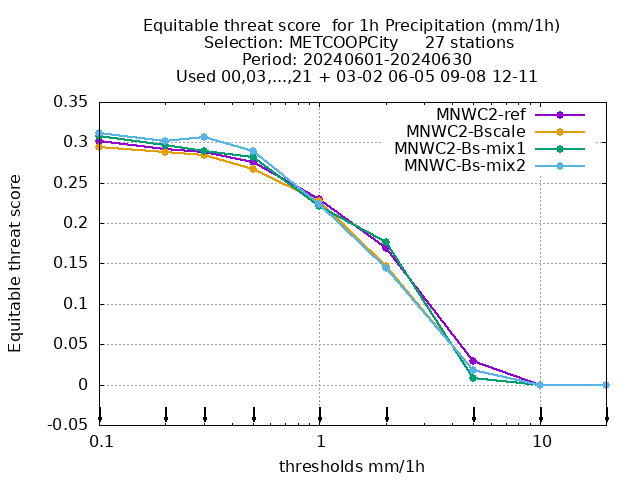 Equitable threat score  for 1h Precipitation (mm/1h)
Selection: METCOOPCity     27 stations
Period: 20240601-20240630
Used 00,03,...,21 + 03-02 06-05 09-08 12-11
MNWC2-ref
MNWC2-Bscale
MNWC2-Bs-mix1
MNWC-Bs-mix2
Equitable threat score
0.35
0.3
0.25
0.2
0.15
0.1
0.05
0
-0.05
0.1 1 10
thresholds mm/1h